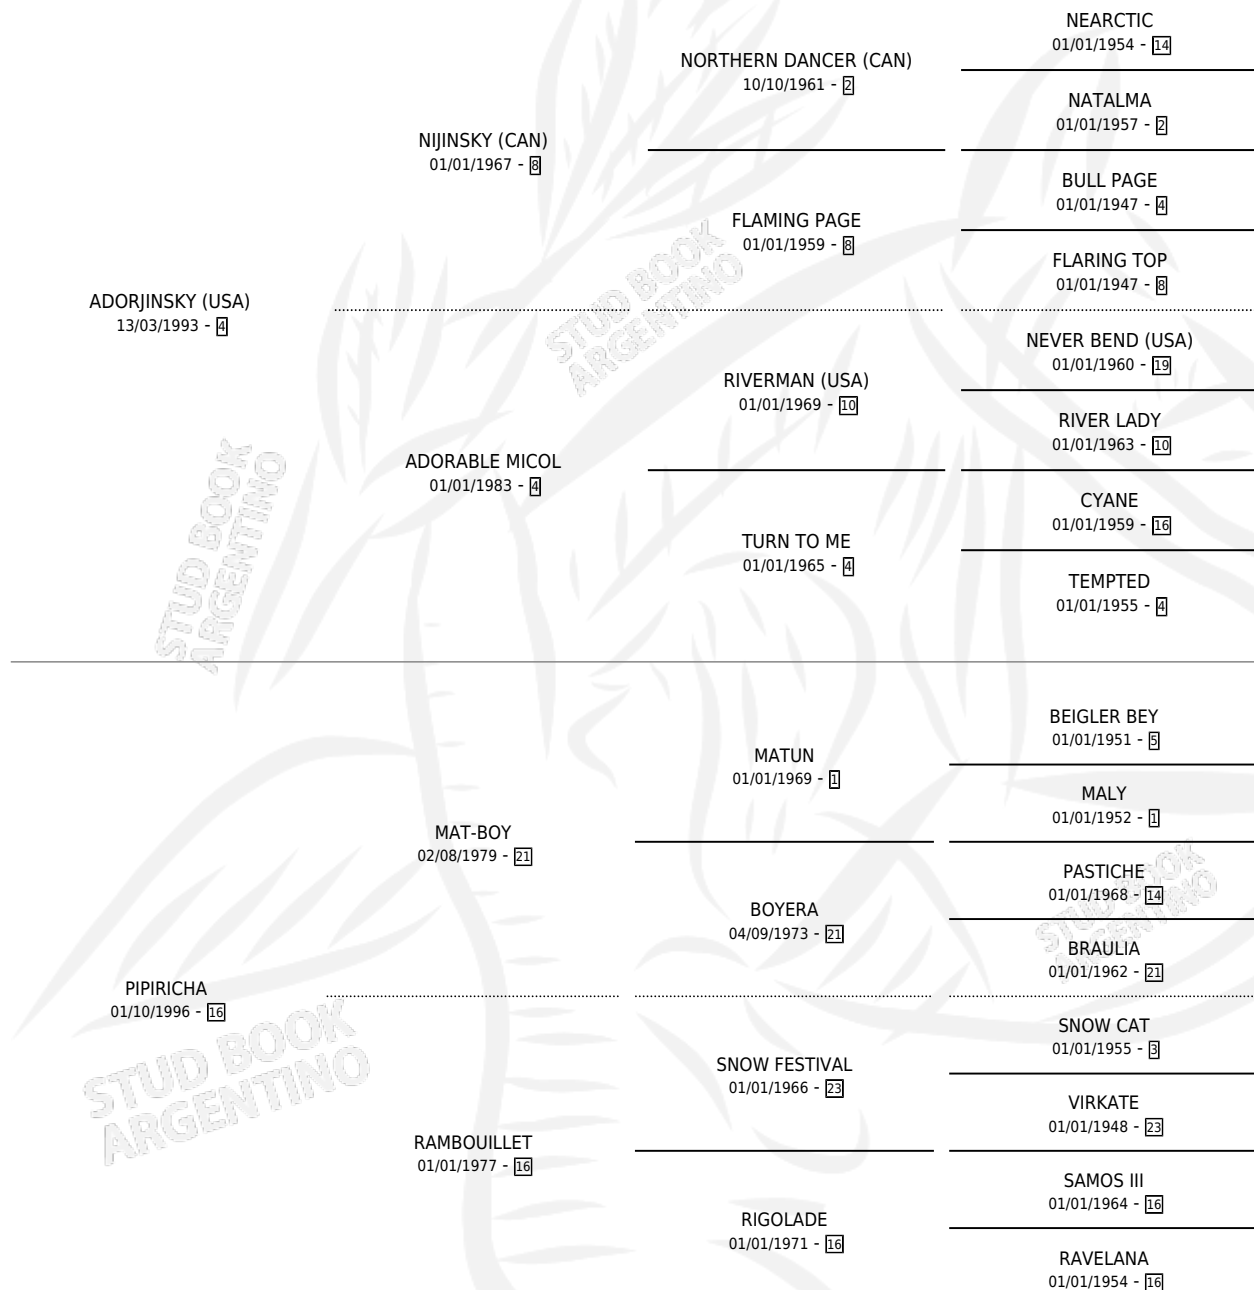 NEARCTIC
01/01/1954 - 14
NORTHERN DANCER (CAN)
10/10/1961 - 2
NATALMA
01/01/1957 - 2
NIJINSKY (CAN)
01/01/1967 - 8
BULL PAGE
01/01/1947 - 4
FLAMING PAGE
01/01/1959 - 8
FLARING TOP
01/01/1947 - 8
ADORJINSKY (USA)
13/03/1993 - 4
NEVER BEND (USA)
01/01/1960 - 19
RIVERMAN (USA)
01/01/1969 - 10
RIVER LADY
01/01/1963 - 10
ADORABLE MICOL
01/01/1983 - 4
CYANE
01/01/1959 - 16
TURN TO ME
01/01/1965 - 4
TEMPTED
01/01/1955 - 4
BEIGLER BEY
01/01/1951 - 5
MATUN
01/01/1969 - 1
MALY
01/01/1952 - 1
MAT-BOY
02/08/1979 - 21
PASTICHE
01/01/1968 - 14
BOYERA
04/09/1973 - 21
BRAULIA
01/01/1962 - 21
PIPIRICHA
01/10/1996 - 16
SNOW CAT
01/01/1955 - 3
SNOW FESTIVAL
01/01/1966 - 23
VIRKATE
01/01/1948 - 23
RAMBOUILLET
01/01/1977 - 16
SAMOS III
01/01/1964 - 16
RIGOLADE
01/01/1971 - 16
RAVELANA
01/01/1954 - 16
STUD BOOK
ARGENTINO
STUD BOOK
ARGENTINO
STUD BOOK
ARGENTINO
STUD BOOK
ARGENTINO